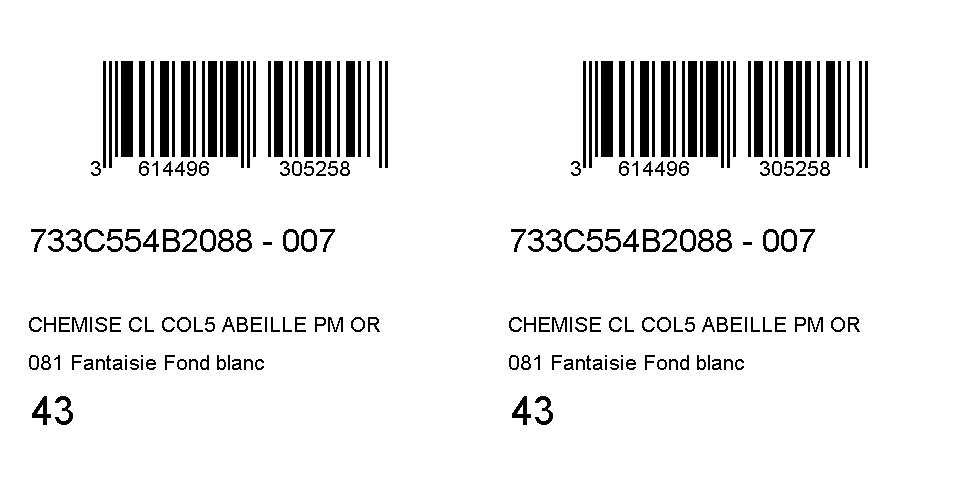 3 614496 305258
733C554B2088 - 007
CHEMISE CL COL5 ABEILLE PM OR
081 Fantaisie Fond blanc
43
3 614496 305258
733C554B2088 - 007
CHEMISE CL COL5 ABEILLE PM OR
081 Fantaisie Fond blanc
43